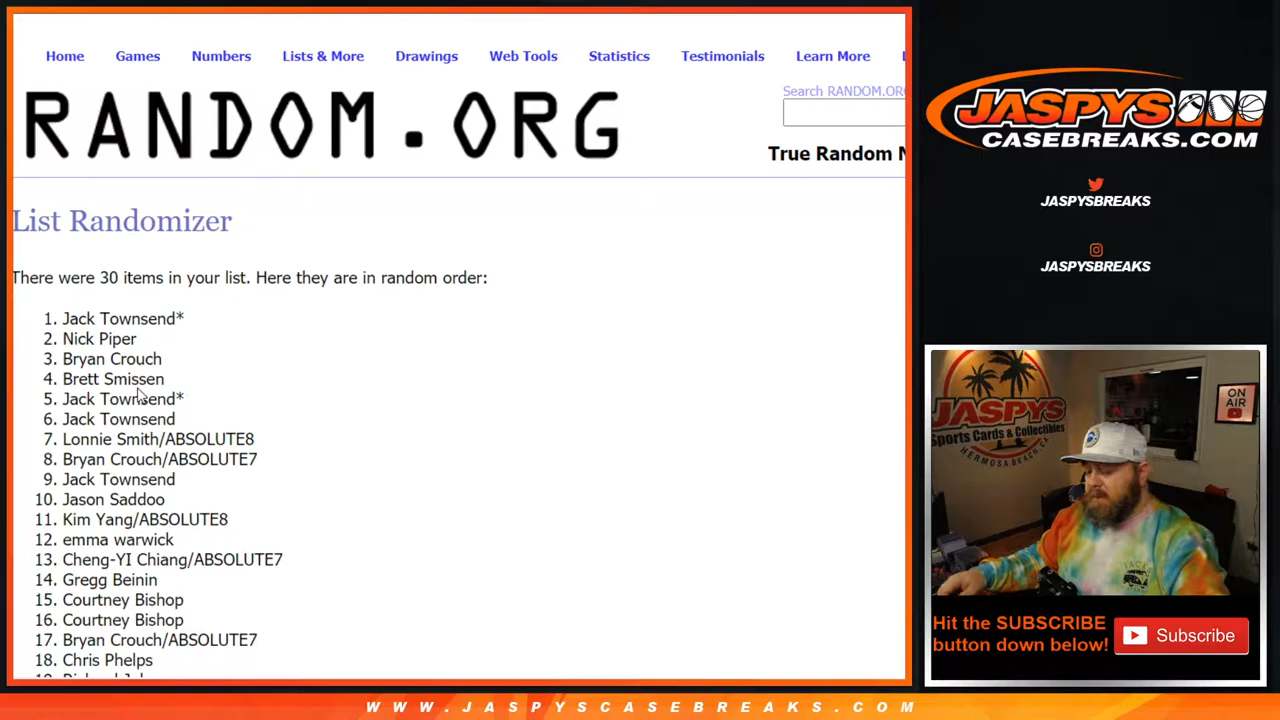 Home Games Numbers Lists & More Drawings Web Tools Statistics Testimonials Learn More
RANDOM.ORG
Search RANDOM.ORG
True Random N
List Randomizer
There were 30 items in your list. Here they are in random order:
1. Jack Townsend*
2. Nick Piper
3. Bryan Crouch
4. Brett Smissen
5. Jack Townsend*
6. Jack Townsend
7. Lonnie Smith/ABSOLUTE8
8. Bryan Crouch/ABSOLUTE7
9. Jack Townsend
10. Jason Saddoo
11. Kim Yang/ABSOLUTE8
12. emma warwick
13. Cheng-YI Chiang/ABSOLUTE7
14. Gregg Beinin
15. Courtney Bishop
16. Courtney Bishop
17. Bryan Crouch/ABSOLUTE7
18. Chris Phelps
JASPYS
CASEBREAKS.COM
JASPYSBREAKS
JASPYSBREAKS
JASPYS
Sports Cards & Collectibles
HERMOSA BEACH, CA
ON
AIR
Hit the SUBSCRIBE
button down below!
Subscribe
WWW.JASPYSCASEBREAKS.COM